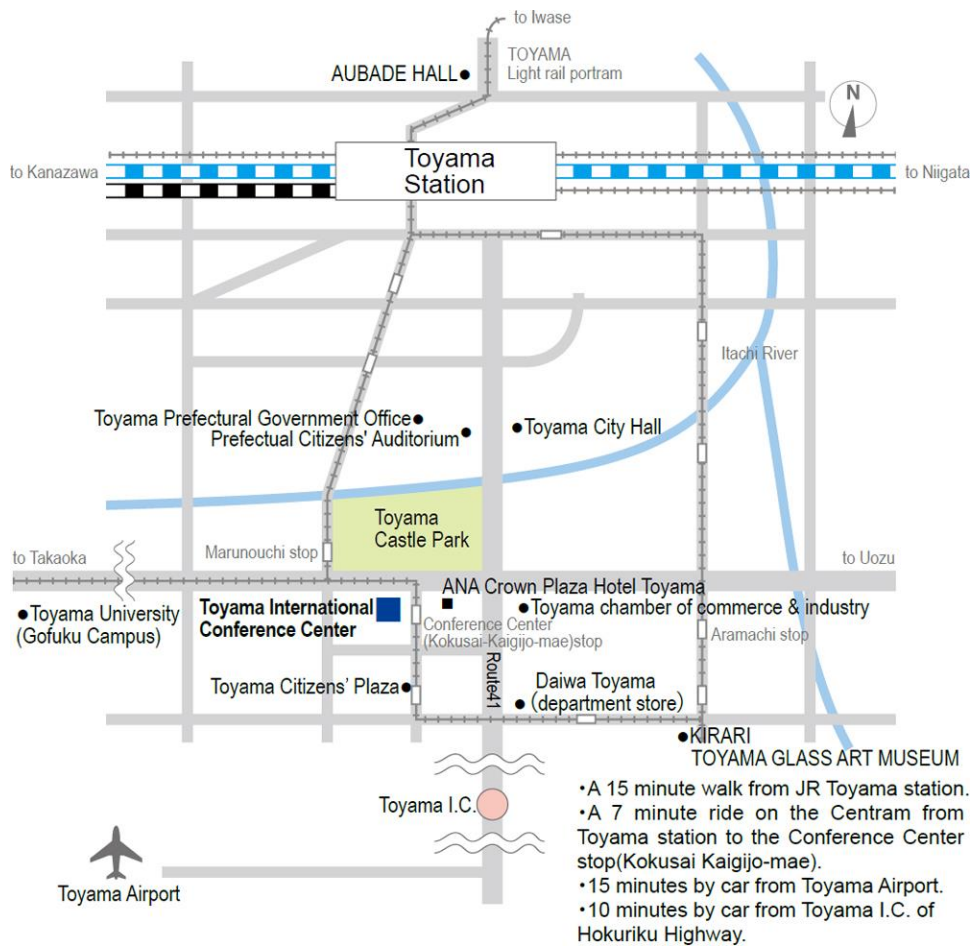 to Iwase
TOYAMA
Light rail portram
AUBADE HALL●
N
to Kanazawa
Toyama
Station
to Niigata
Itachi River
Toyama Prefectural Government Office●
Prefectual Citizens' Auditorium●
●Toyama City Hall
Toyama
Castle Park
to Takaoka
Marunouchi stop
to Uozu
ANA Crown Plaza Hotel Toyama
●Toyama University
(Gofuku Campus)
Toyama International
Conference Center
■
Conference Center
(Kokusai-Kaigijo-mae)stop
●Toyama chamber of commerce & industry
Aramachi stop
Route41
Toyama Citizens' Plaza●
Daiwa Toyama
●(department store)
●KIRARI
TOYAMA GLASS ART MUSEUM
Toyama I.C.
Toyama Airport
・A 15 minute walk from JR Toyama station.
・A 7 minute ride on the Centram from
Toyama station to the Conference Center
stop(Kokusai Kaigijo-mae).
・15 minutes by car from Toyama Airport.
・10 minutes by car from Toyama I.C. of
Hokuriku Highway.